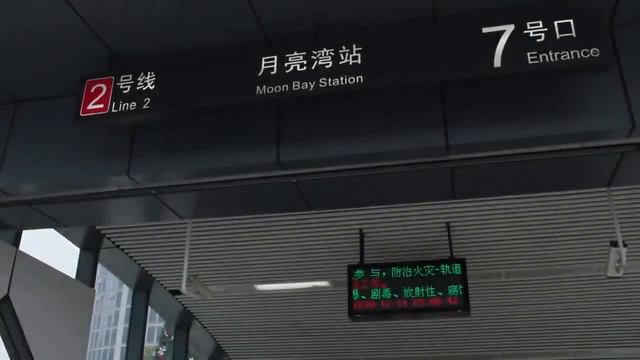 2 号线
Line 2
月亮湾站
Moon Bay Station
7 号口
Entrance
参与，防治火灾-轨道
、剧毒、放射性、腐